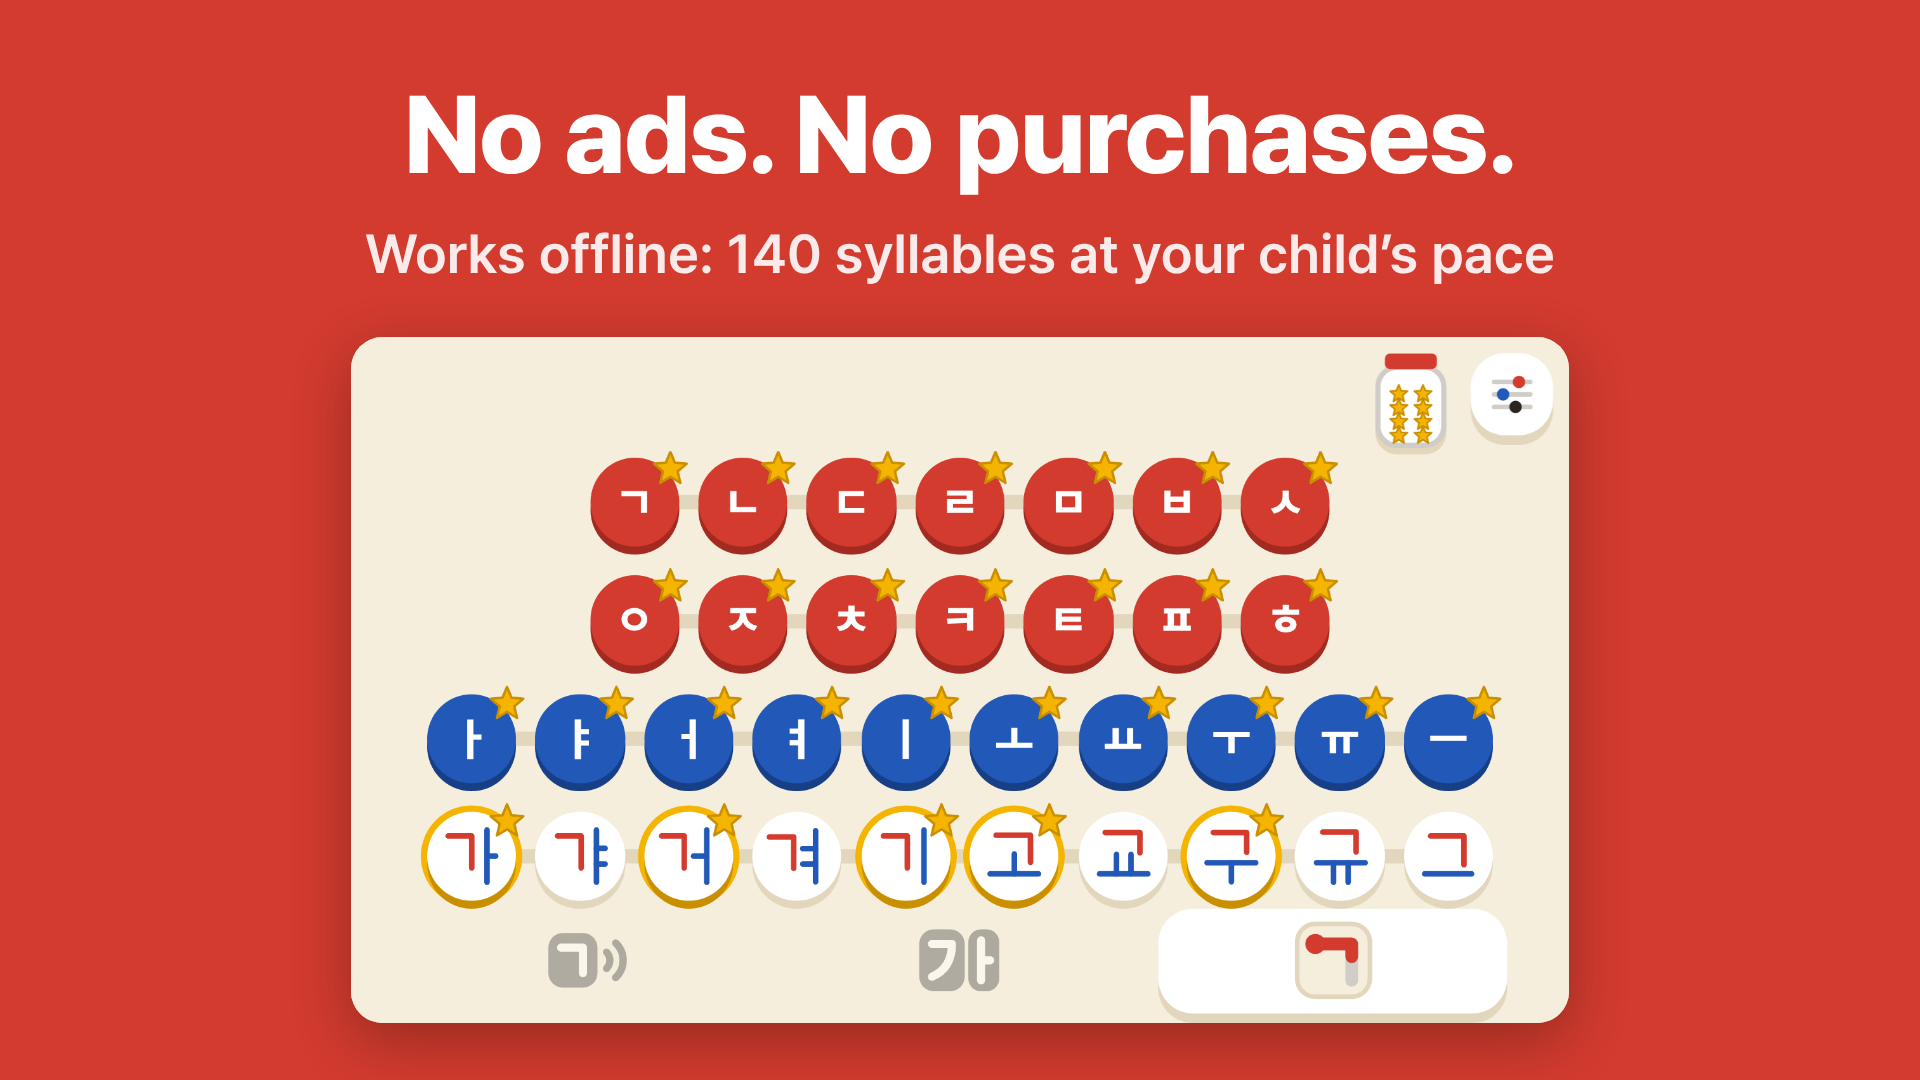 No ads. No purchases.
Works offline: 140 syllables at your child’s pace
ㄱ ㄴ ㄷ ㄹ ㅁ ㅂ ㅅ
ㅇ ㅈ ㅊ ㅋ ㅌ ㅍ ㅎ
ㅏ ㅑ ㅓ ㅕ ㅣ ㅗ ㅛ ㅜ ㅠ ㅡ
가 갸 거 겨 기 고 교 구 규 그
ㄱ 가 ㄱ